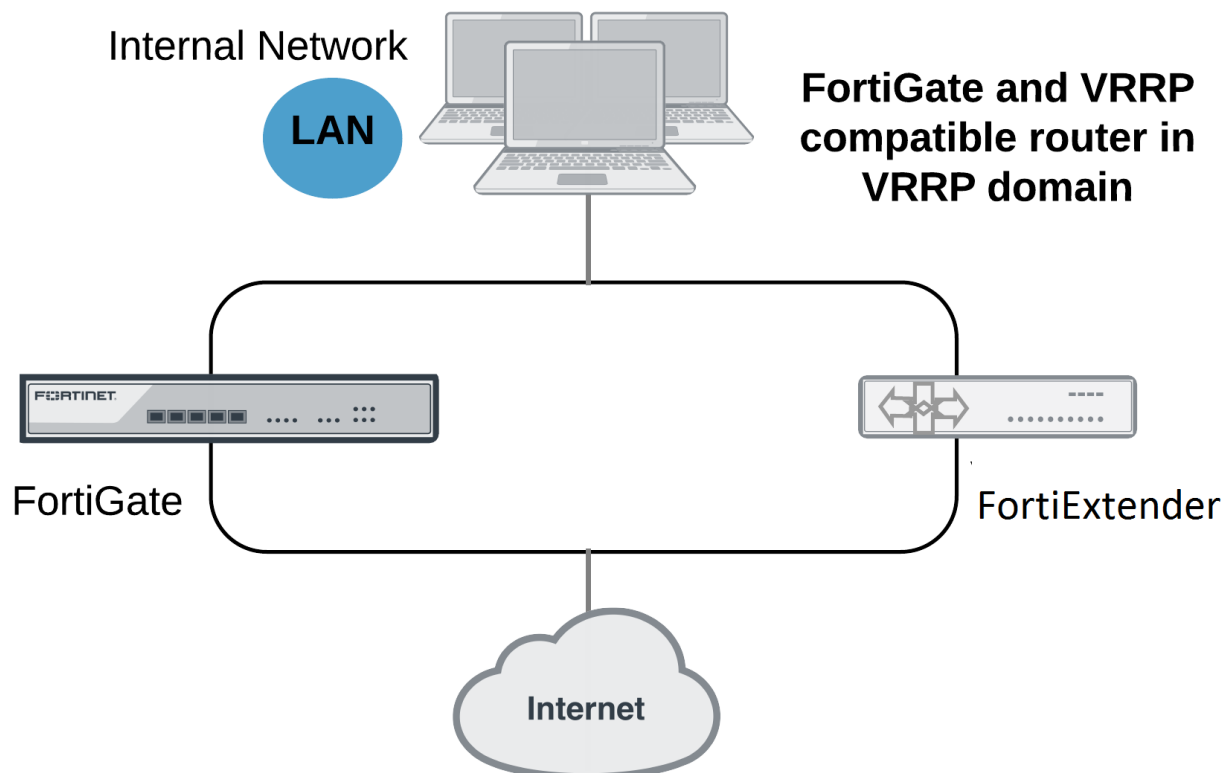 Internal Network
LAN
FortiGate and VRRP
compatible router in
VRRP domain
FORTINET
FortiGate
FortiExtender
Internet